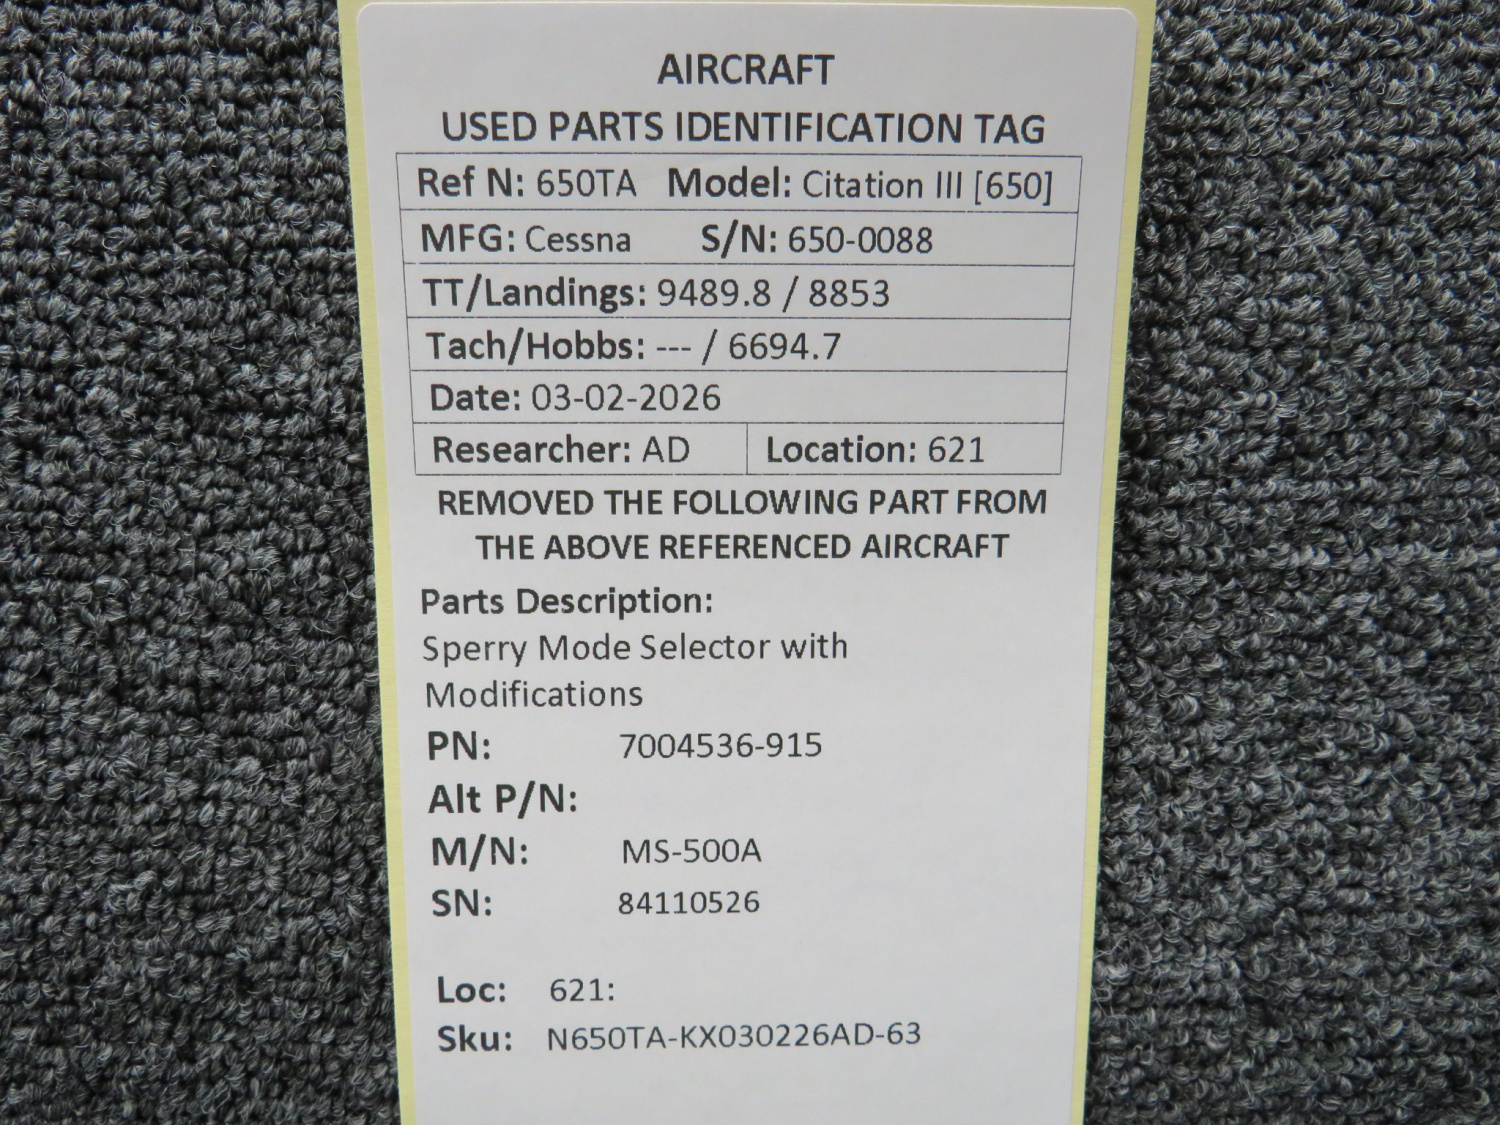 AIRCRAFT
USED PARTS IDENTIFICATION TAG
Ref N: 650TA Model: Citation III [650]
MFG: Cessna S/N: 650-0088
TT/Landings: 9489.8 / 8853
Tach/Hobbs: --- / 6694.7
Date: 03-02-2026
Researcher: AD Location: 621
REMOVED THE FOLLOWING PART FROM
THE ABOVE REFERENCED AIRCRAFT
Parts Description:
Sperry Mode Selector with
Modifications
PN: 7004536-915
Alt P/N:
M/N: MS-500A
SN: 84110526
Loc: 621:
Sku: N650TA-KX030226AD-63